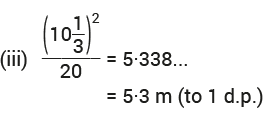 (iii) (10 1/3)² / 20 = 5·338...
= 5·3 m (to 1 d.p.)